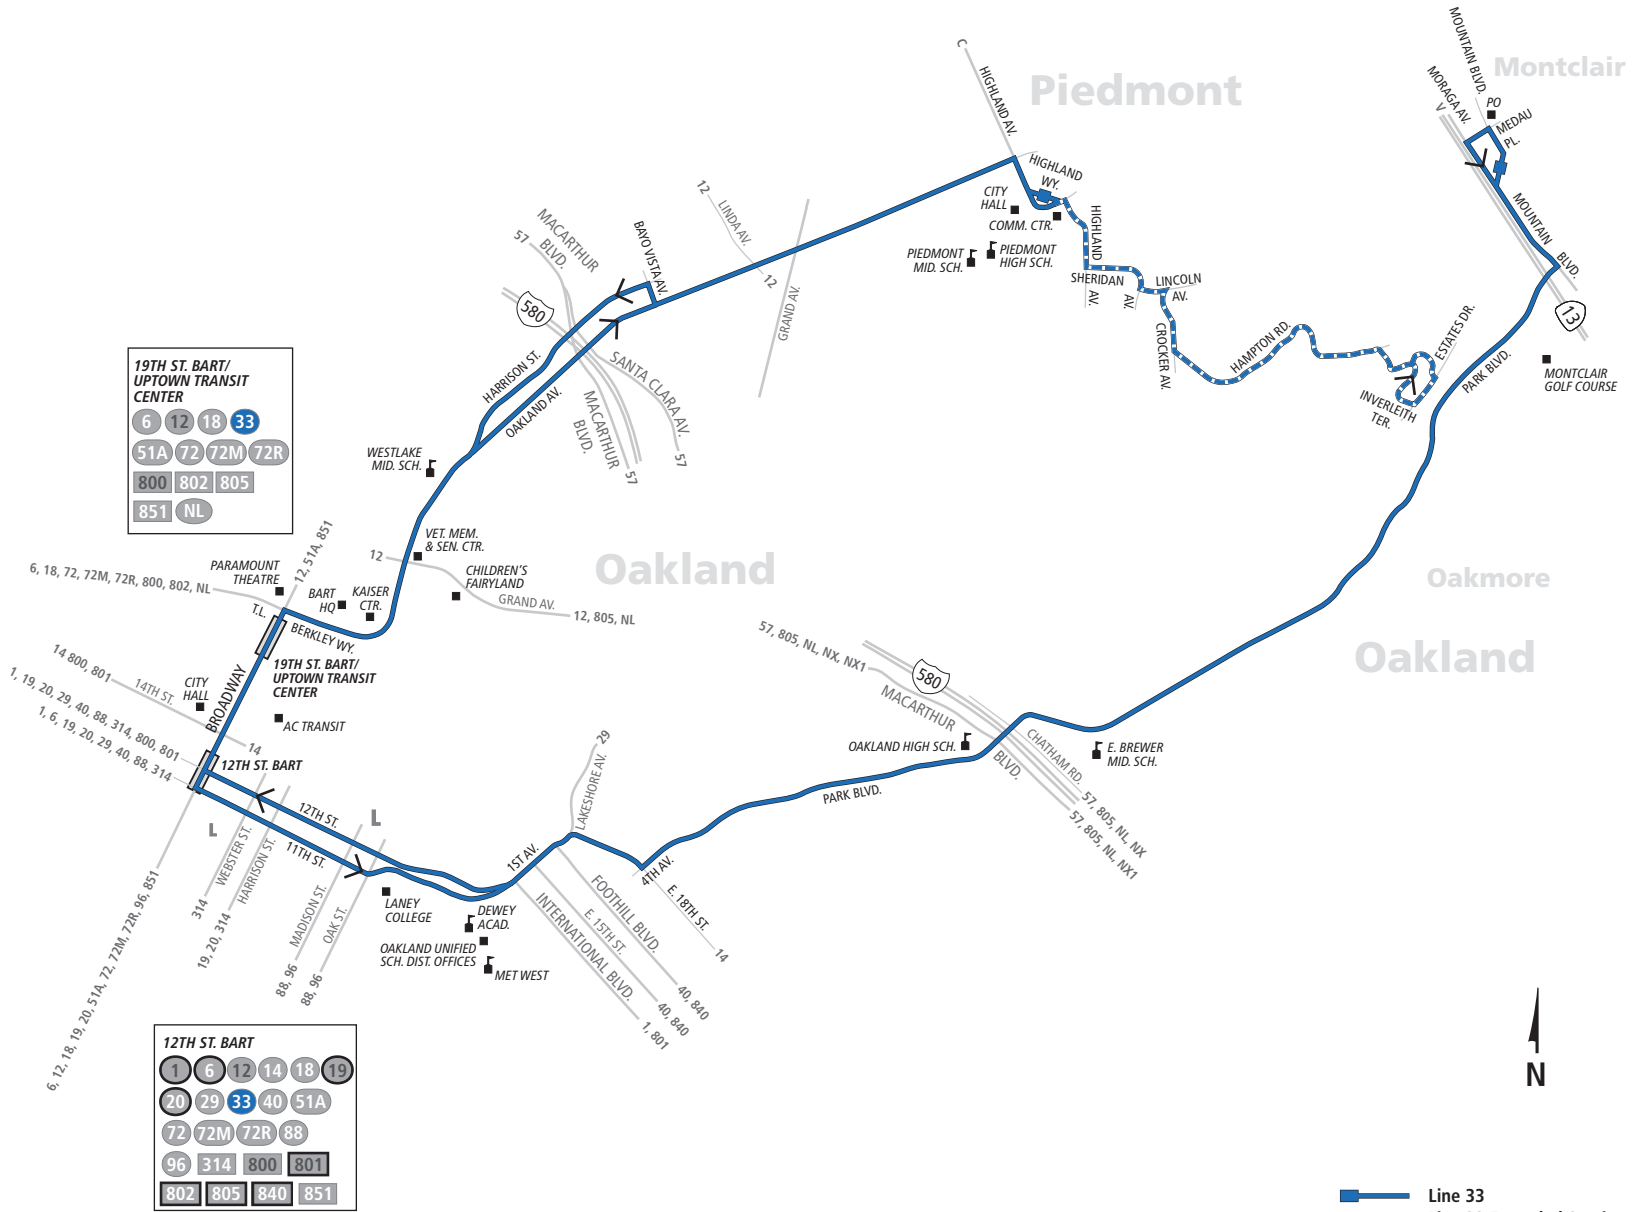 Piedmont
Montclair
C
HIGHLAND AV.
MOUNTAIN BLVD.
MORAGA AV.
V
PO
MEDAU
PL.
MOUNTAIN
BLVD.
13
MONTCLAIR
GOLF COURSE
HIGHLAND
WY.
CITY
HALL
COMM. CTR.
PIEDMONT
MID. SCH.
PIEDMONT
HIGH SCH.
HIGHLAND
AV.
SHERIDAN
AV.
LINCOLN
AV.
CROCKER AV.
HAMPTON RD.
ESTATES DR.
INVERLEITH
TER.
PARK BLVD.
12
LINDA AV.
12
GRAND AV.
BAYO VISTA AV.
MACARTHUR
BLVD.
57
580
HARRISON ST.
OAKLAND AV.
SANTA CLARA AV.
57
MACARTHUR
BLVD.
57
WESTLAKE
MID. SCH.
19TH ST. BART/
UPTOWN TRANSIT
CENTER
6 12 18 33
51A 72 72M 72R
800 802 805
851 NL
VET. MEM.
& SEN. CTR.
12
CHILDREN'S
FAIRYLAND
GRAND AV.
12, 805, NL
Oakland
12, 51A, 851
PARAMOUNT
THEATRE
6, 18, 72, 72M, 72R, 800, 802, NL
BART
HQ
KAISER
CTR.
T.L.
BERKLEY WY.
19TH ST. BART/
UPTOWN TRANSIT
CENTER
14 800, 801
14TH ST.
CITY
HALL
BROADWAY
AC TRANSIT
14
1, 19, 20, 29, 40, 88, 314, 800, 801
1, 6, 19, 20, 29, 40, 88, 314
12TH ST. BART
12TH ST.
11TH ST.
L
L
WEBSTER ST.
314
HARRISON ST.
19, 20, 314
MADISON ST.
88, 96
OAK ST.
88, 96
6, 12, 18, 19, 20, 51A, 72, 72M, 72R, 96, 851
LANEY
COLLEGE
DEWEY
ACAD.
OAKLAND UNIFIED
SCH. DIST. OFFICES
MET WEST
1ST AV.
29
LAKESHORE AV.
4TH AV.
E. 18TH ST.
14
FOOTHILL BLVD.
40, 840
E. 15TH ST.
40, 840
INTERNATIONAL BLVD.
1, 801
PARK BLVD.
Oakmore
Oakland
57, 805, NL, NX, NX1
580
MACARTHUR
BLVD.
OAKLAND HIGH SCH.
CHATHAM RD.
57, 805, NL, NX
57, 805, NL, NX1
E. BREWER
MID. SCH.
12TH ST. BART
1 6 12 14 18 19
20 29 33 40 51A
72 72M 72R 88
96 314 800 801
802 805 840 851
N
Line 33